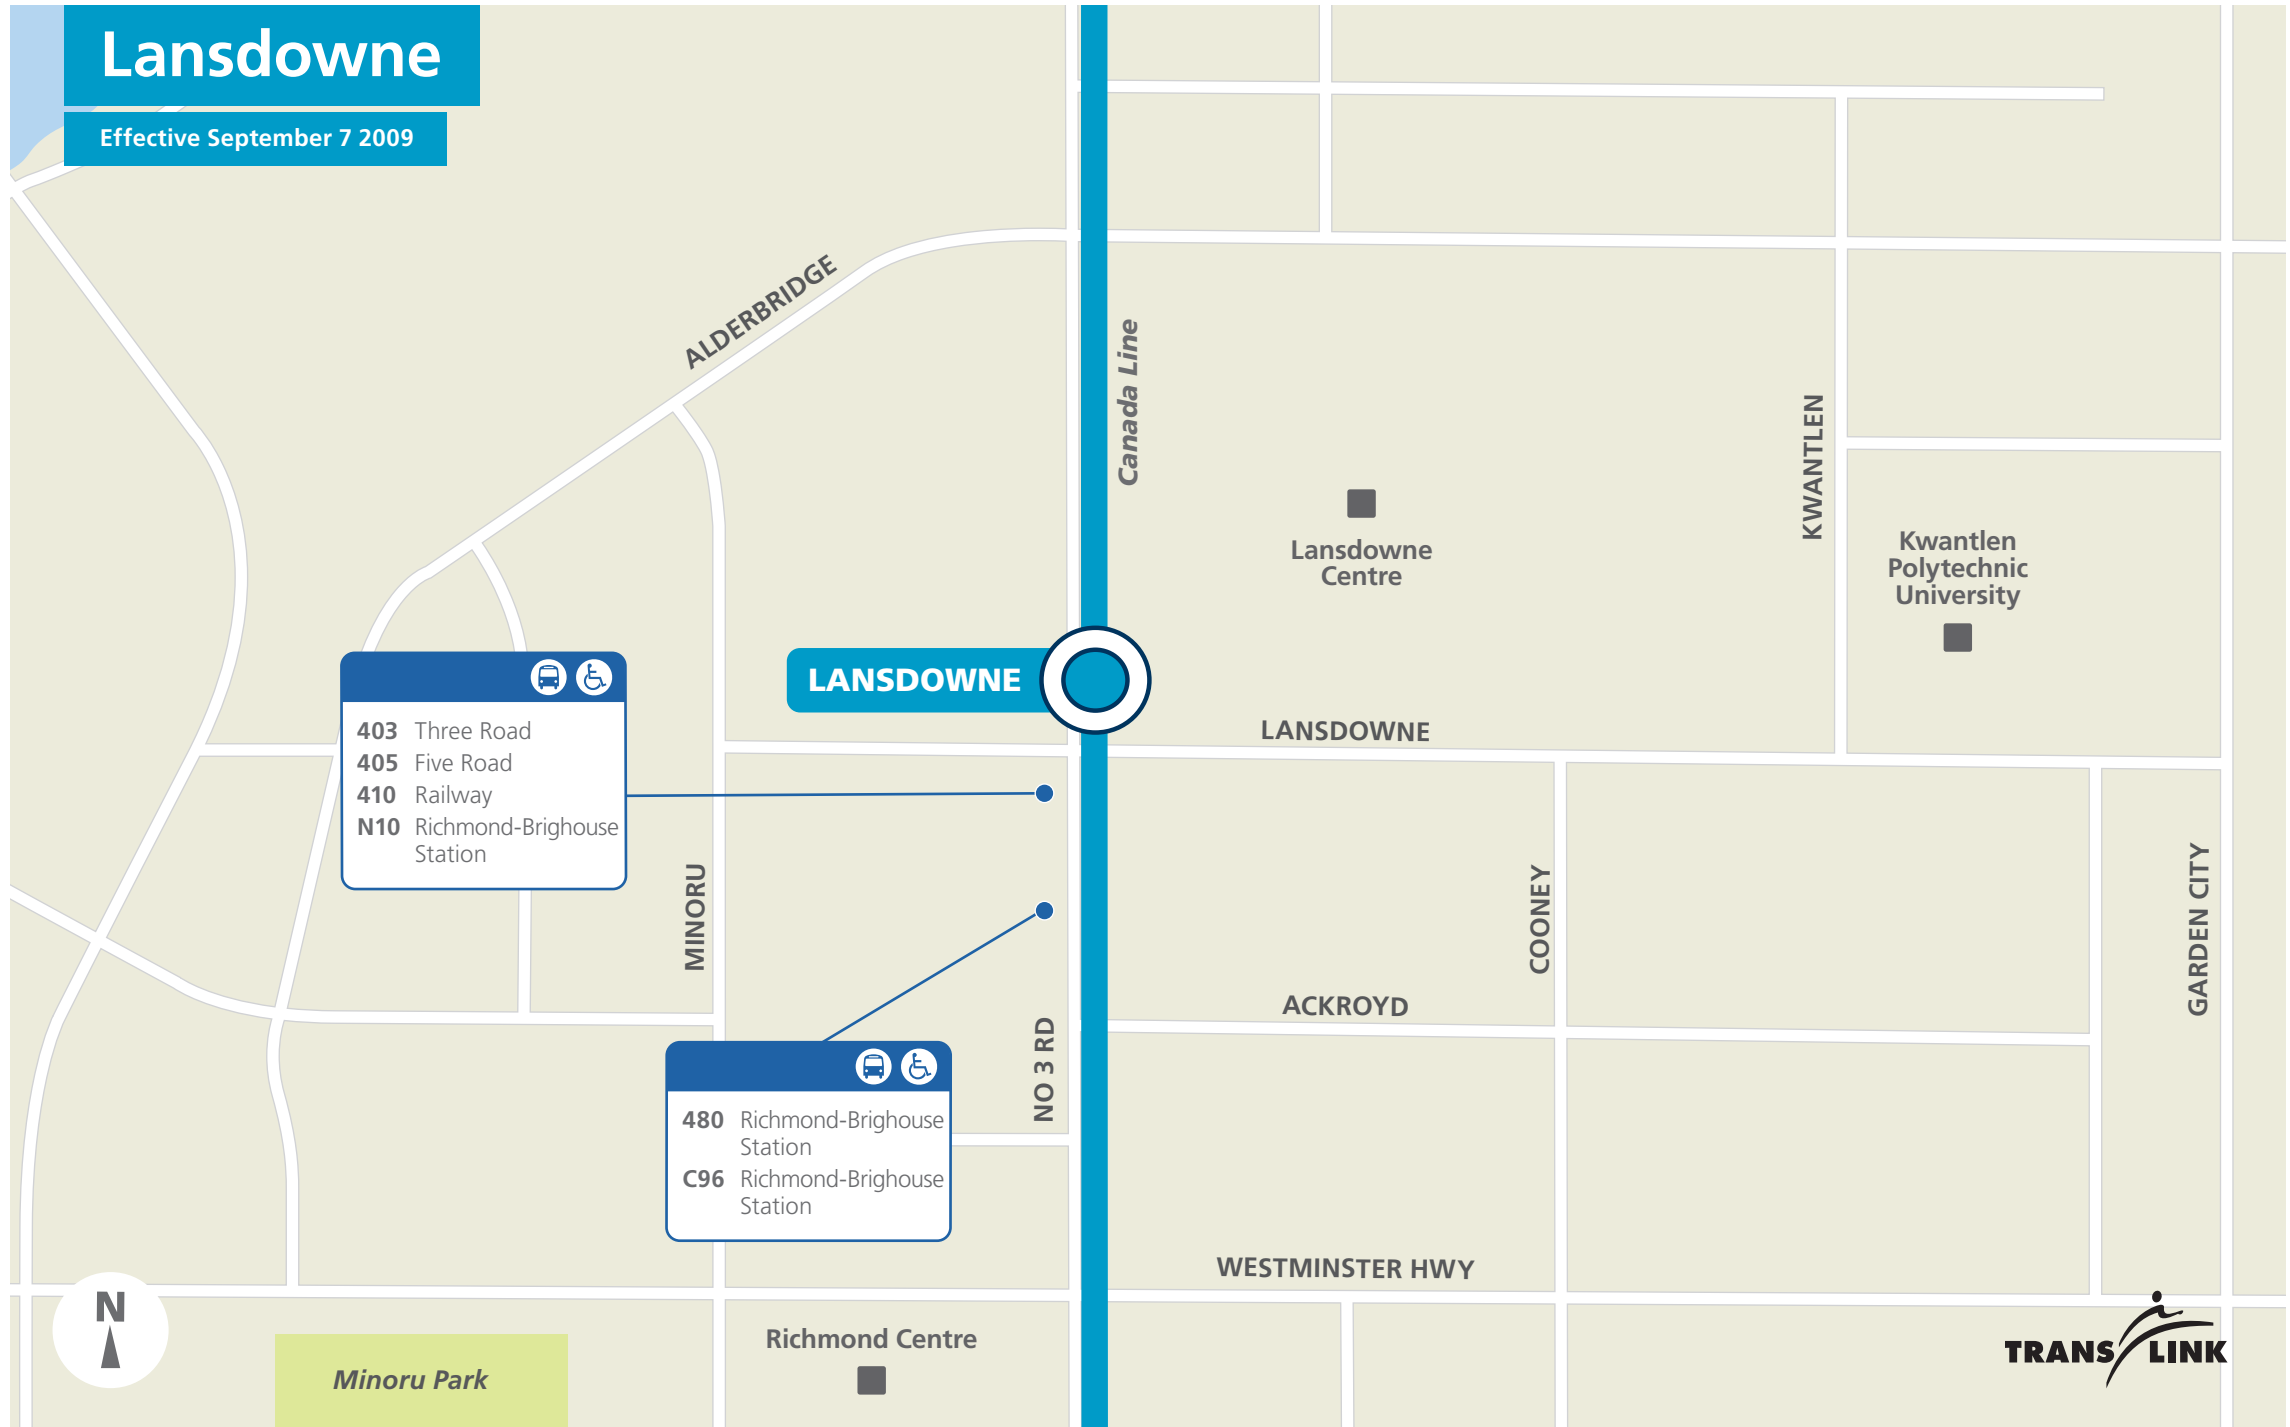 Lansdowne
Effective September 7 2009
ALDERBRIDGE
Canada Line
KWANTLEN
Lansdowne
Centre
Kwantlen
Polytechnic
University
LANSDOWNE
LANSDOWNE
403 Three Road
405 Five Road
410 Railway
N10 Richmond-Brighouse
Station
MINORU
COONEY
GARDEN CITY
ACKROYD
NO 3 RD
480 Richmond-Brighouse
Station
C96 Richmond-Brighouse
Station
WESTMINSTER HWY
N
Richmond Centre
Minoru Park
TRANS LINK